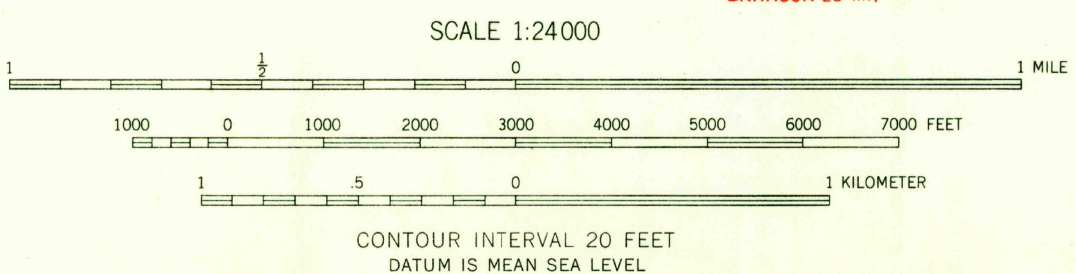 SCALE 1:24000
1 1/2 0 1 MILE
1000 0 1000 2000 3000 4000 5000 6000 7000 FEET
1 .5 0 1 KILOMETER
CONTOUR INTERVAL 20 FEET
DATUM IS MEAN SEA LEVEL